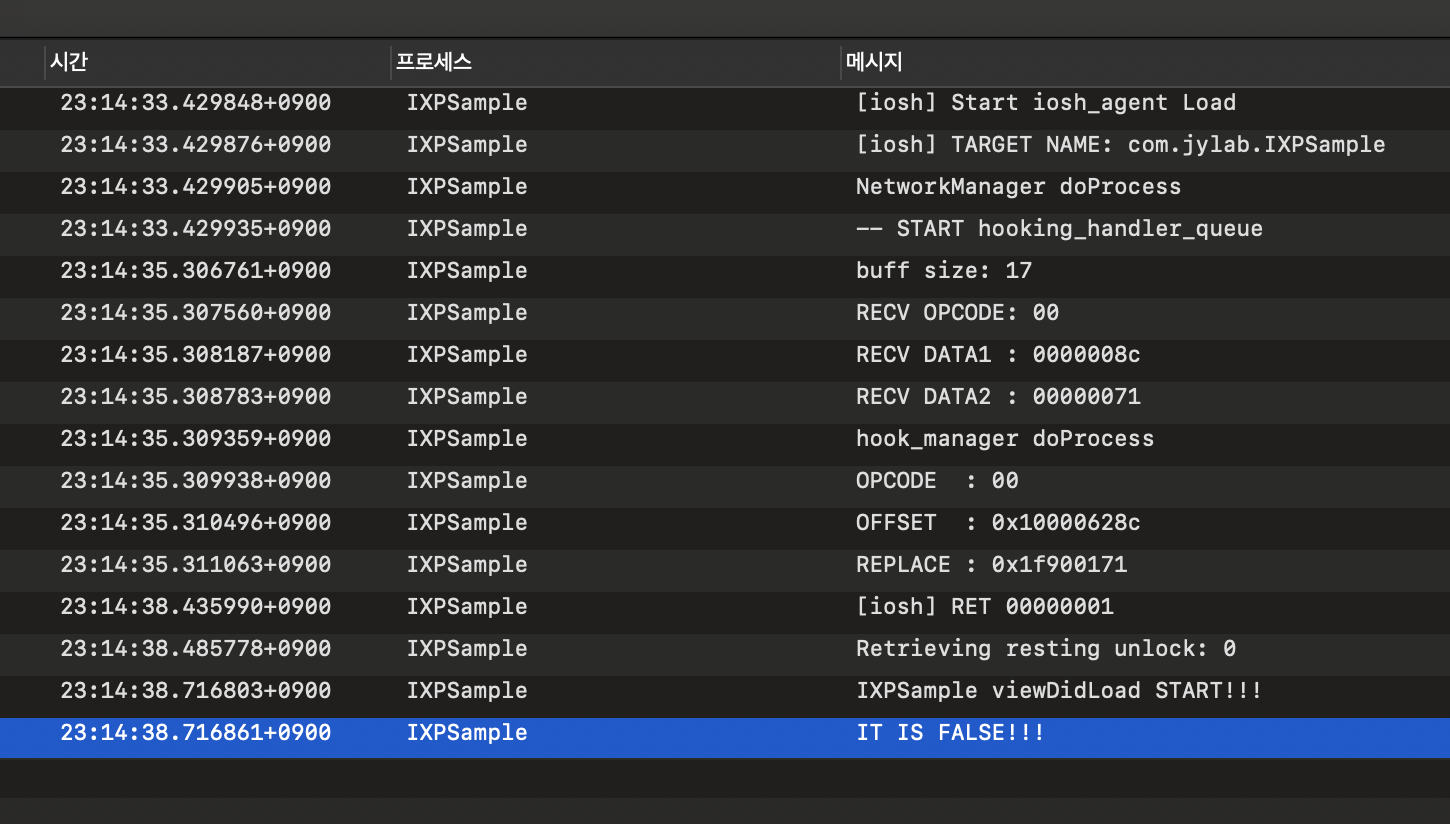 시간 프로세스 메시지
23:14:33.429848+0900 IXPSample [iosh] Start iosh_agent Load
23:14:33.429876+0900 IXPSample [iosh] TARGET NAME: com.jylab.IXPSample
23:14:33.429905+0900 IXPSample NetworkManager doProcess
23:14:33.429935+0900 IXPSample —— START hooking_handler_queue
23:14:35.306761+0900 IXPSample buff size: 17
23:14:35.307560+0900 IXPSample RECV OPCODE: 00
23:14:35.308187+0900 IXPSample RECV DATA1 : 0000008c
23:14:35.308783+0900 IXPSample RECV DATA2 : 00000071
23:14:35.309359+0900 IXPSample hook_manager doProcess
23:14:35.309938+0900 IXPSample OPCODE  : 00
23:14:35.310496+0900 IXPSample OFFSET  : 0x10000628c
23:14:35.311063+0900 IXPSample REPLACE : 0x1f900171
23:14:38.435990+0900 IXPSample [iosh] RET 00000001
23:14:38.485778+0900 IXPSample Retrieving resting unlock: 0
23:14:38.716803+0900 IXPSample IXPSample viewDidLoad START!!!
23:14:38.716861+0900 IXPSample IT IS FALSE!!!